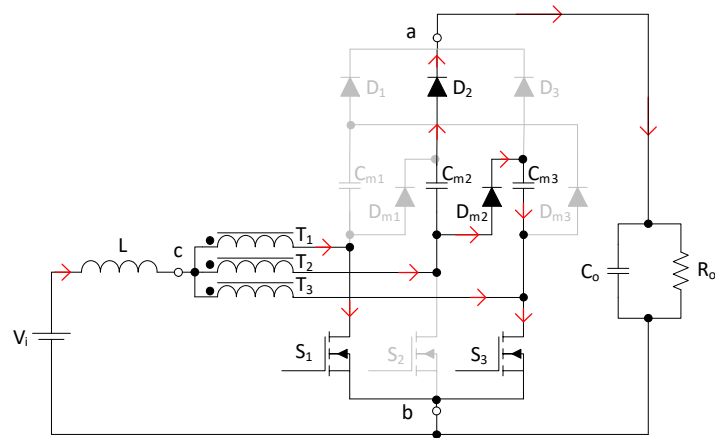 a
D1 D2 D3
Cm1 Cm2 Cm3
Dm1 Dm2 Dm3
L c T1
T2
T3
Co Ro
Vi
S1 S2 S3
b